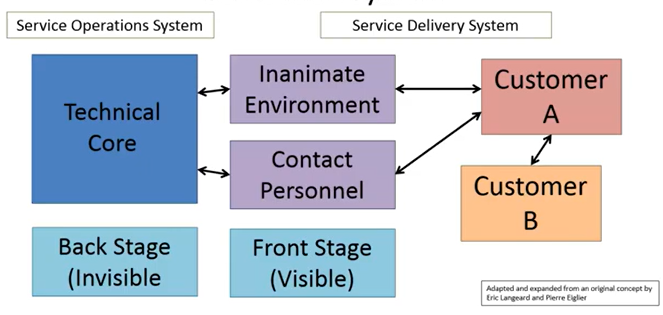 Service Operations System
Service Delivery System
Technical
Core
Inanimate
Environment
Contact
Personnel
Customer
A
Customer
B
Back Stage
(Invisible
Front Stage
(Visible)
Adapted and expanded from an original concept by
Eric Langeard and Pierre Eiglier